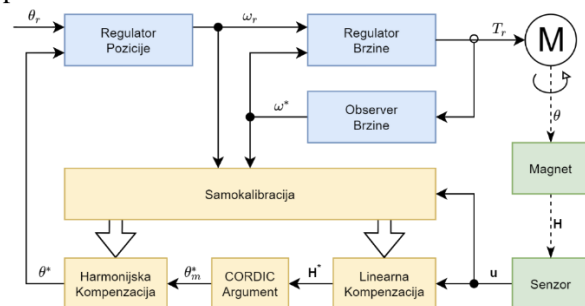 θr
Regulator
Pozicije
ωr
Regulator
Brzine
Tr
M
ω*
Observer
Brzine
θ
Magnet
Samokalibracija
H
θ*
Harmonijska
Kompenzacija
θ*m
CORDIC
Argument
H*
Linearna
Kompenzacija
u
Senzor